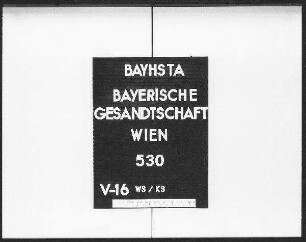 BAYHSTA
BAYERISCHE
GESANDTSCHAFT
WIEN
530
V-16 WS / KS